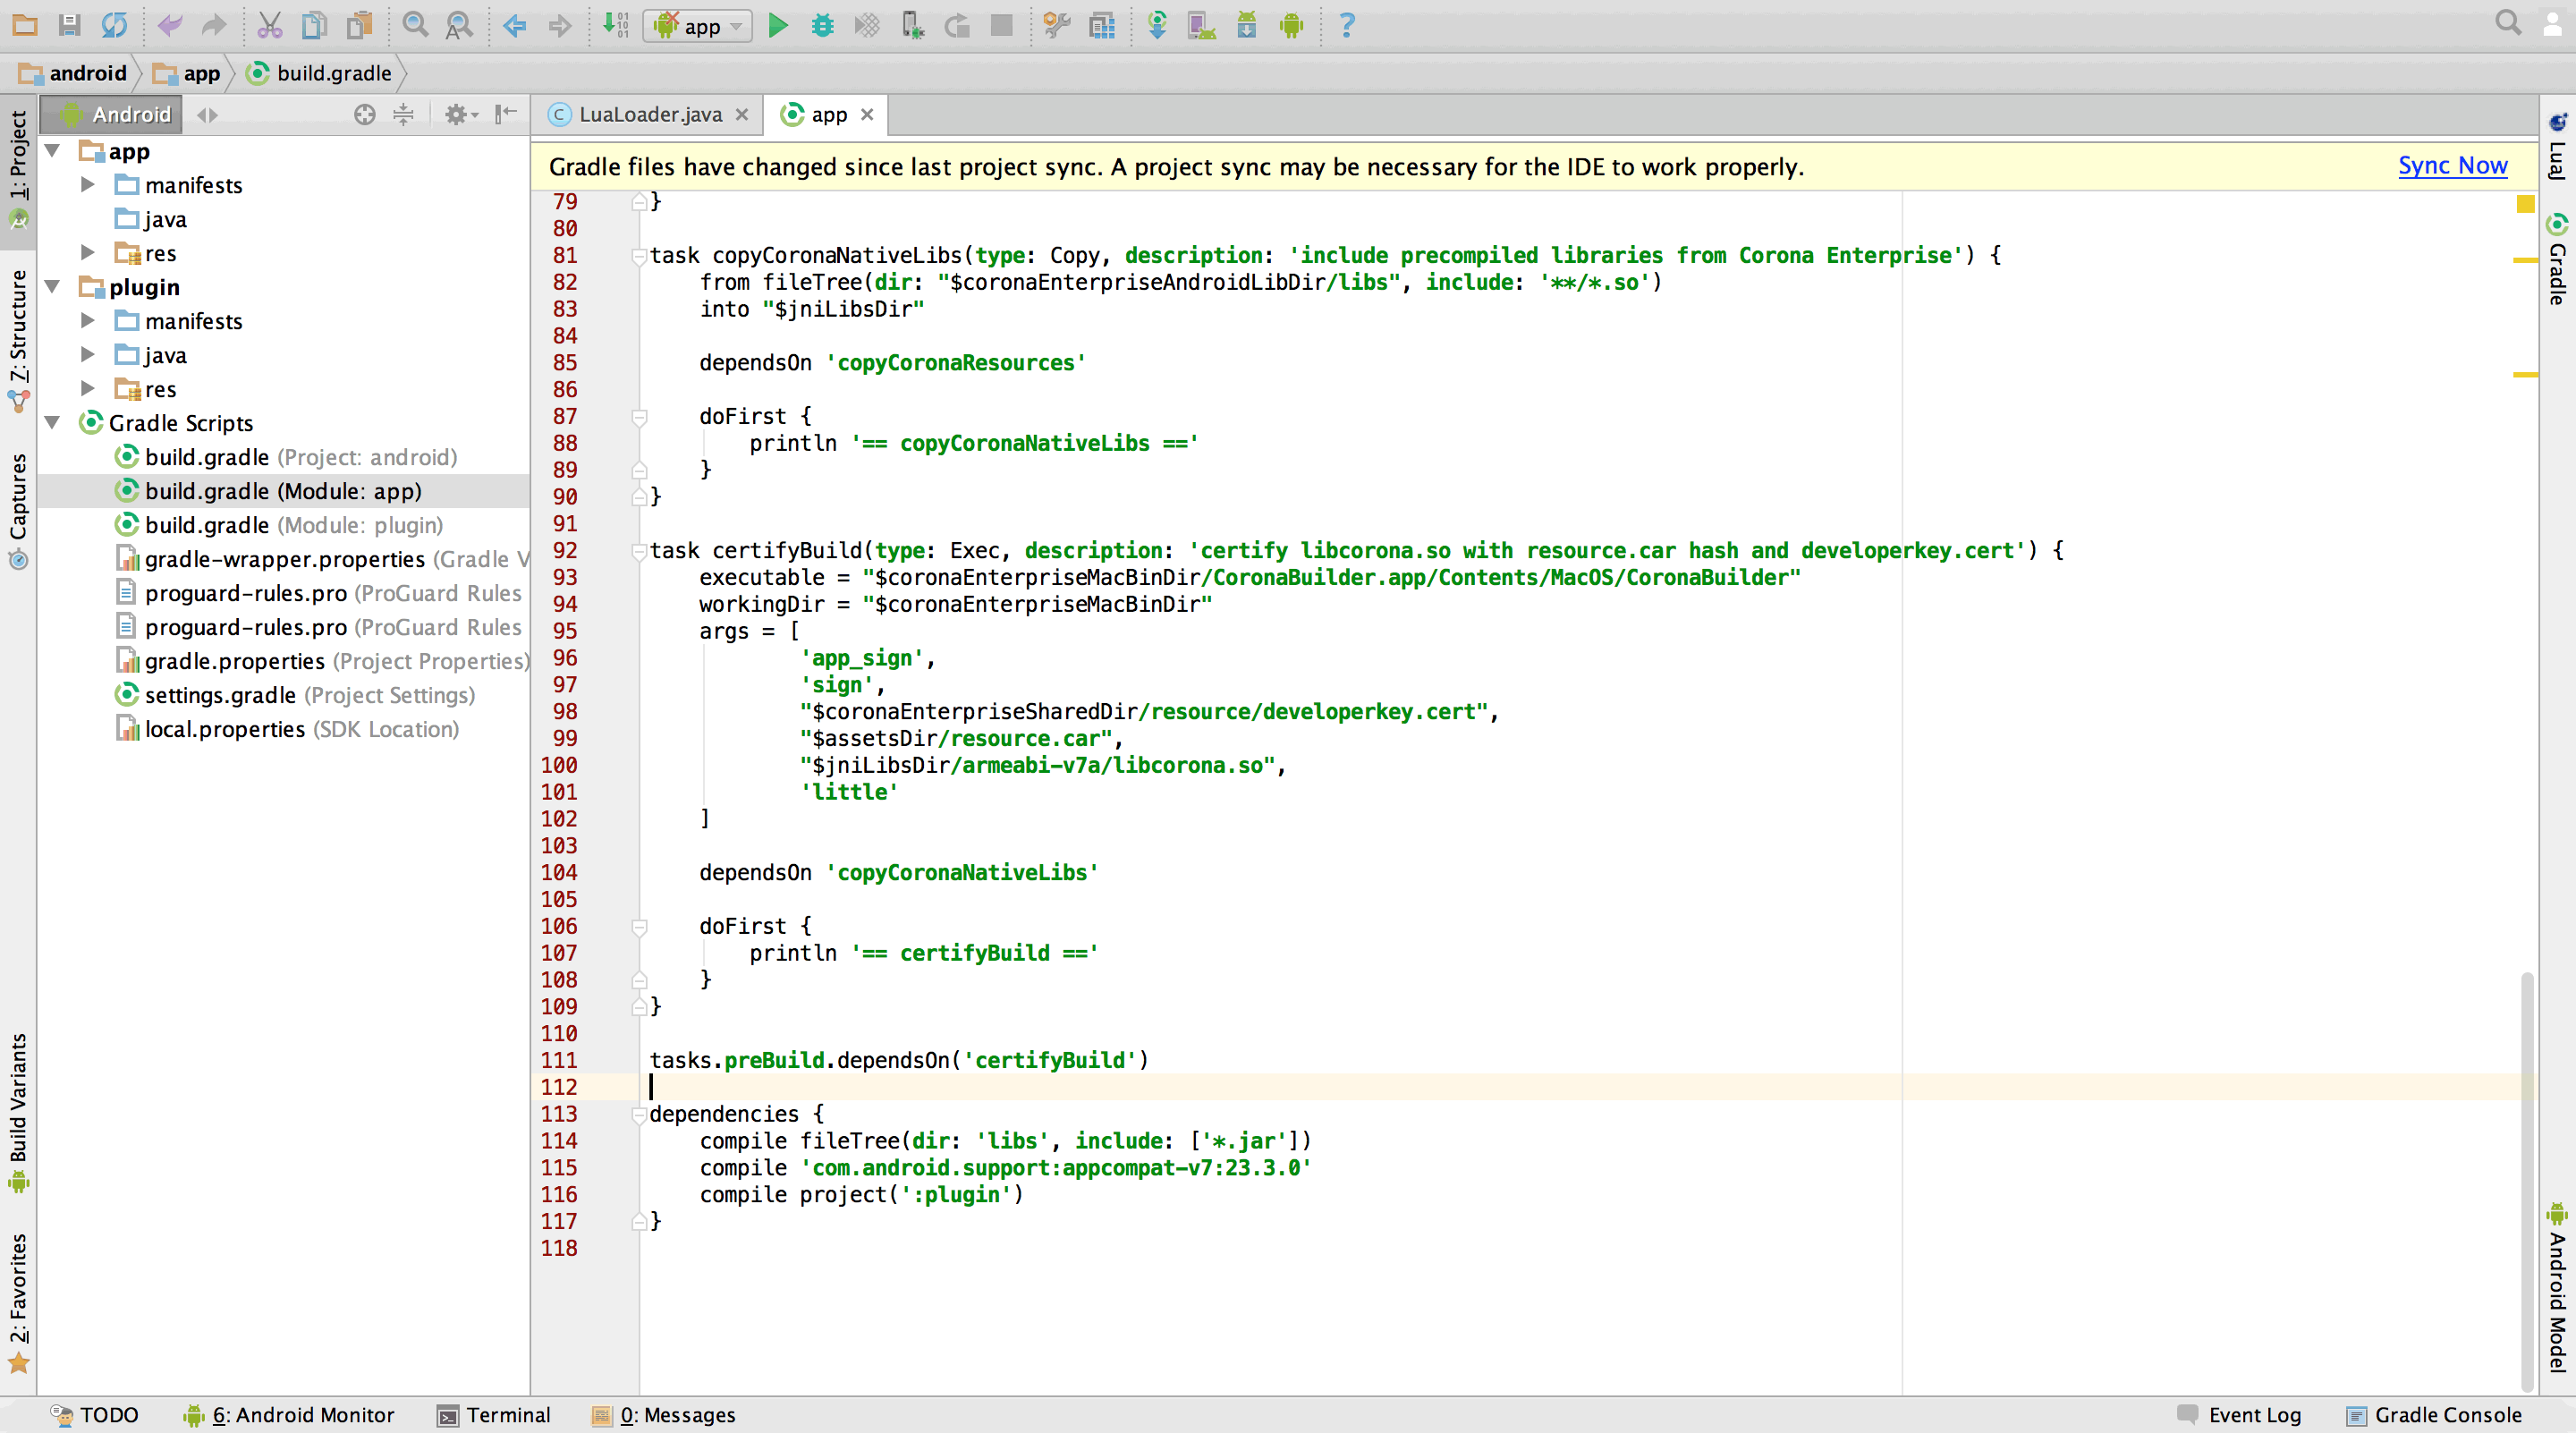 app
android
app
build.gradle
Android
LuaLoader.java
app
Gradle files have changed since last project sync. A project sync may be necessary for the IDE to work properly.
Sync Now
1: Project
7: Structure
Captures
Build Variants
2: Favorites
app
manifests
java
res
plugin
manifests
java
res
Gradle Scripts
build.gradle (Project: android)
build.gradle (Module: app)
build.gradle (Module: plugin)
gradle-wrapper.properties (Gradle V
proguard-rules.pro (ProGuard Rules
proguard-rules.pro (ProGuard Rules
gradle.properties (Project Properties)
settings.gradle (Project Settings)
local.properties (SDK Location)
79 }
80
81 task copyCoronaNativeLibs(type: Copy, description: 'include precompiled libraries from Corona Enterprise') {
82 from fileTree(dir: "$coronaEnterpriseAndroidLibDir/libs", include: '**/*.so')
83 into "$jniLibsDir"
84
85 dependsOn 'copyCoronaResources'
86
87 doFirst {
88 println '== copyCoronaNativeLibs =='
89 }
90 }
91
92 task certifyBuild(type: Exec, description: 'certify libcorona.so with resource.car hash and developerkey.cert') {
93 executable = "$coronaEnterpriseMacBinDir/CoronaBuilder.app/Contents/MacOS/CoronaBuilder"
94 workingDir = "$coronaEnterpriseMacBinDir"
95 args = [
96 'app_sign',
97 'sign',
98 "$coronaEnterpriseSharedDir/resource/developerkey.cert",
99 "$assetsDir/resource.car",
100 "$jniLibsDir/armeabi-v7a/libcorona.so",
101 'little'
102 ]
103
104 dependsOn 'copyCoronaNativeLibs'
105
106 doFirst {
107 println '== certifyBuild =='
108 }
109 }
110
111 tasks.preBuild.dependsOn('certifyBuild')
112
113 dependencies {
114 compile fileTree(dir: 'libs', include: ['*.jar'])
115 compile 'com.android.support:appcompat-v7:23.3.0'
116 compile project(':plugin')
117 }
118
LuaJ
Gradle
Android Model
TODO
6: Android Monitor
Terminal
0: Messages
Event Log
Gradle Console